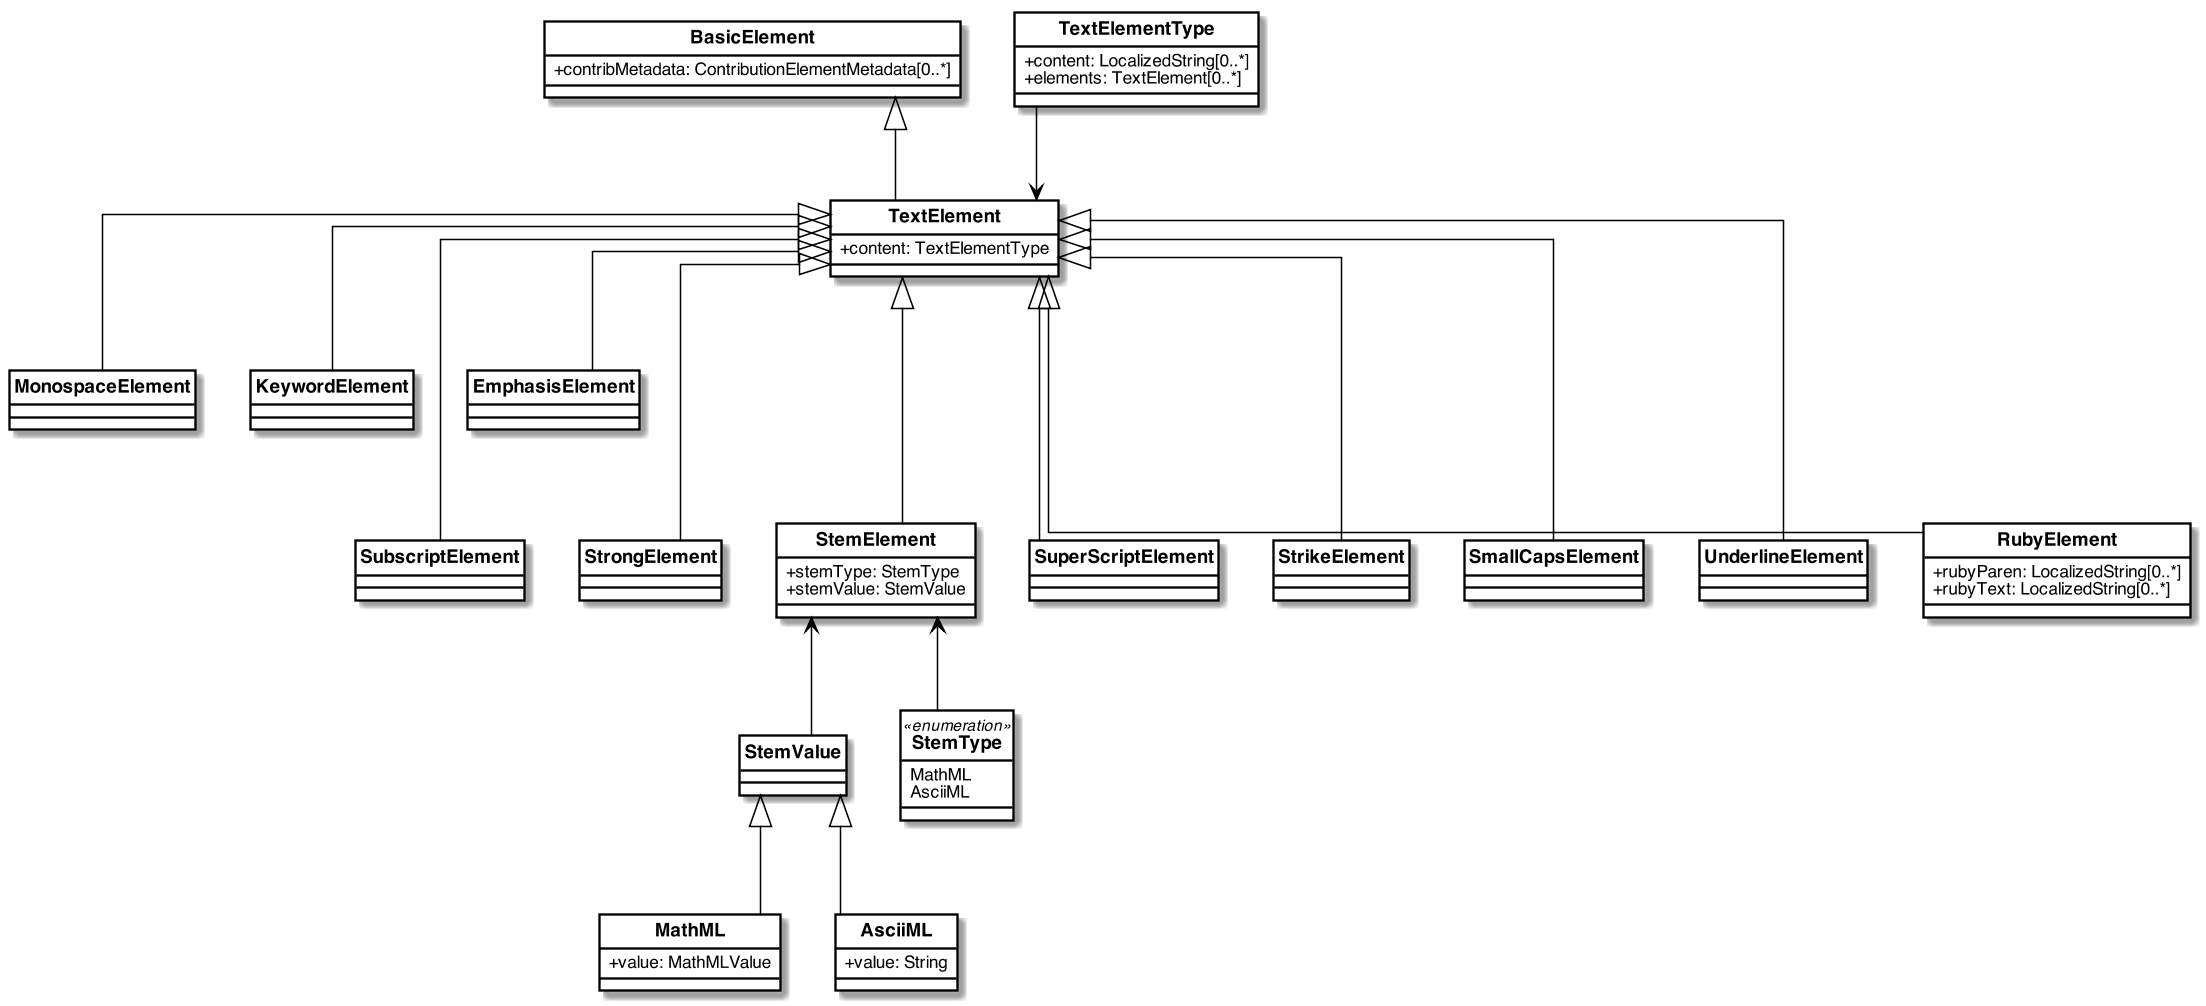 BasicElement
+contribMetadata: ContributionElementMetadata[0..*]
TextElementType
+content: LocalizedString[0..*]
+elements: TextElement[0..*]
TextElement
+content: TextElementType
MonospaceElement
KeywordElement
EmphasisElement
SubscriptElement
StrongElement
StemElement
+stemType: StemType
+stemValue: StemValue
SuperScriptElement
StrikeElement
SmallCapsElement
UnderlineElement
RubyElement
+rubyParen: LocalizedString[0..*]
+rubyText: LocalizedString[0..*]
StemValue
«enumeration»
StemType
MathML
AsciiML
MathML
+value: MathMLValue
AsciiML
+value: String